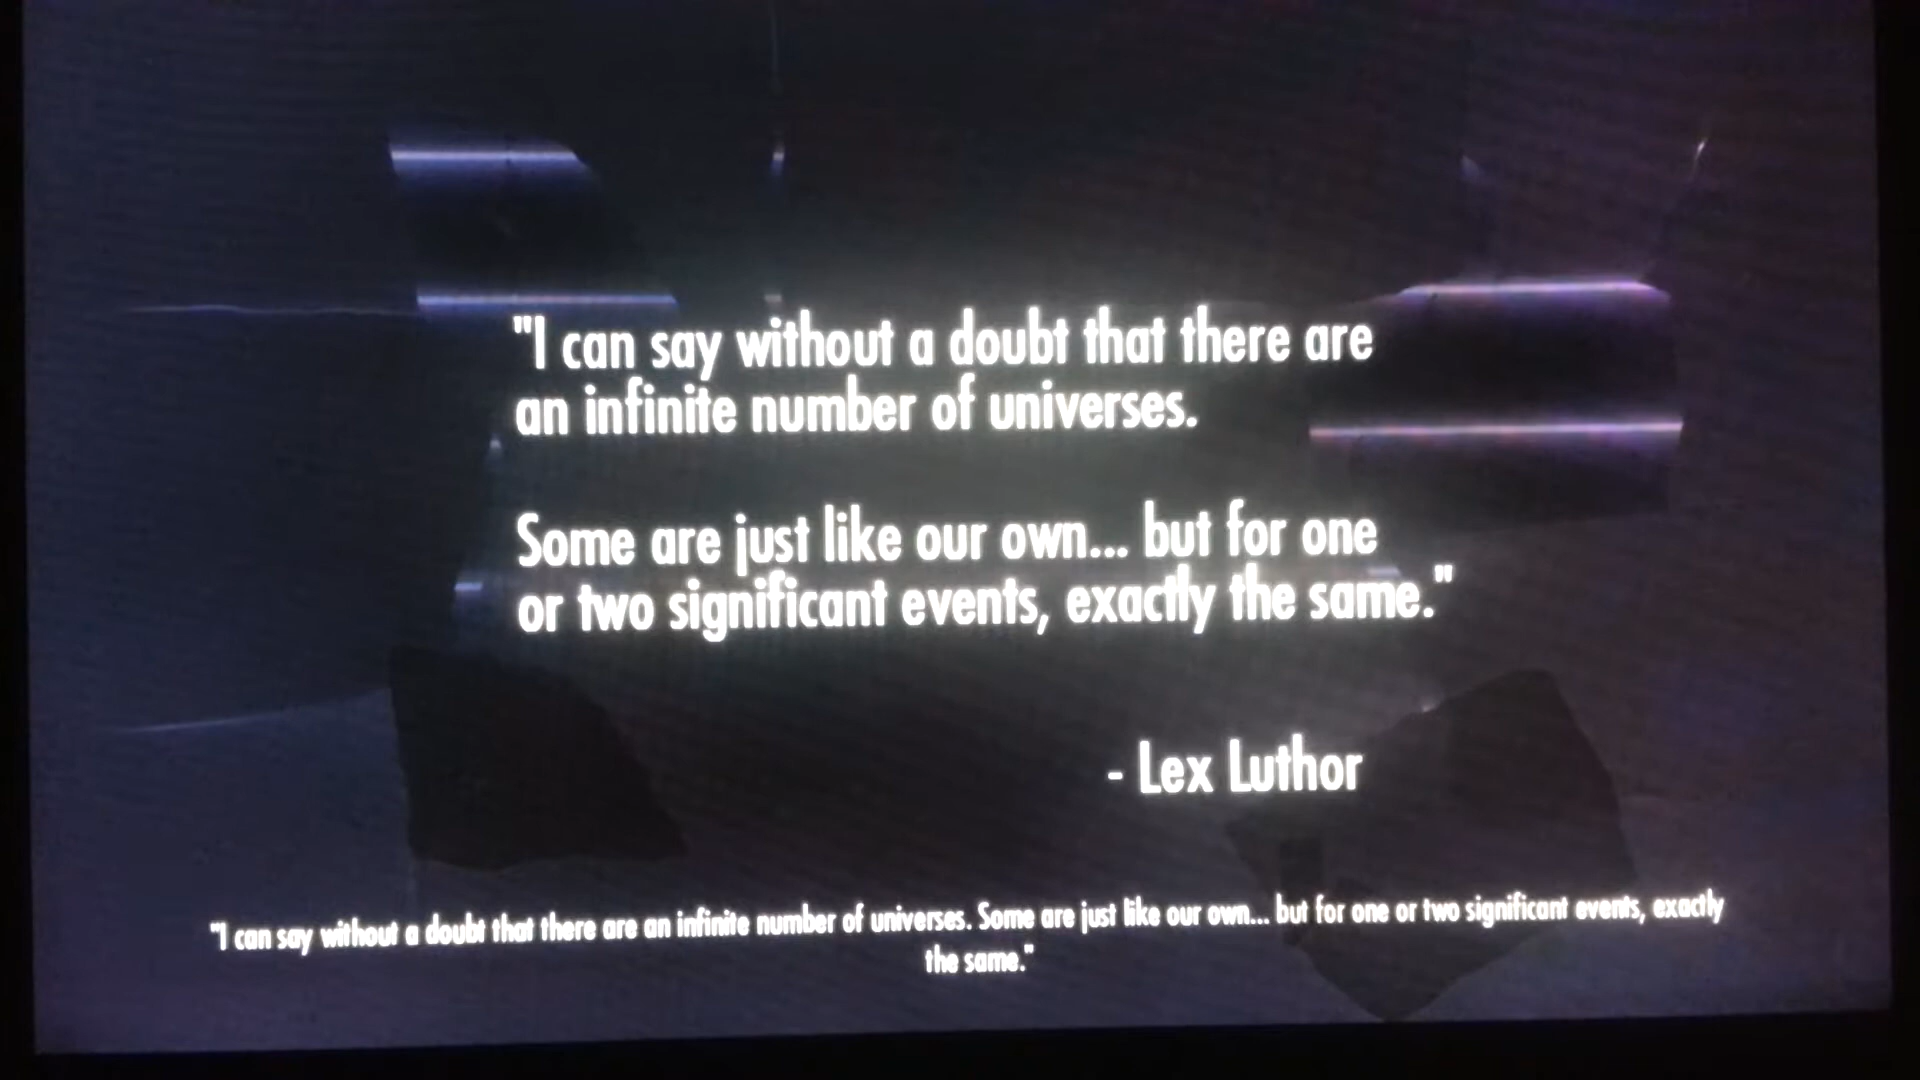 "I can say without a doubt that there are
an infinite number of universes.
Some are just like our own... but for one
or two significant events, exactly the same."
- Lex Luthor
"I can say without a doubt that there are an infinite number of universes. Some are just like our own... but for one or two significant events, exactly
the same."